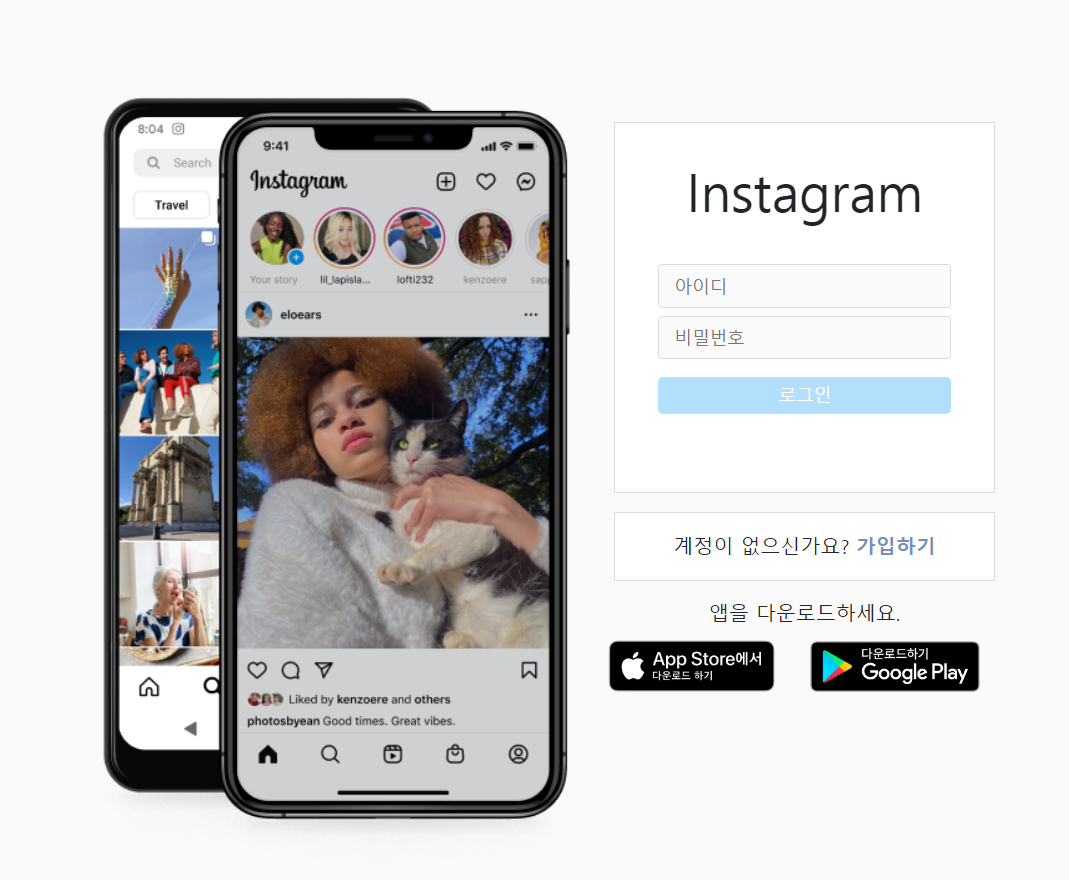 8:04
Search
Travel
9:41
Instagram
Your story
lil_lapisla...
lofti232
kenzoere
eloears
Liked by kenzoere and others
photosbyean Good times. Great vibes.
Instagram
아이디
비밀번호
로그인
계정이 없으신가요? 가입하기
앱을 다운로드하세요.
App Store에서
다운로드 하기
다운로드하기
Google Play